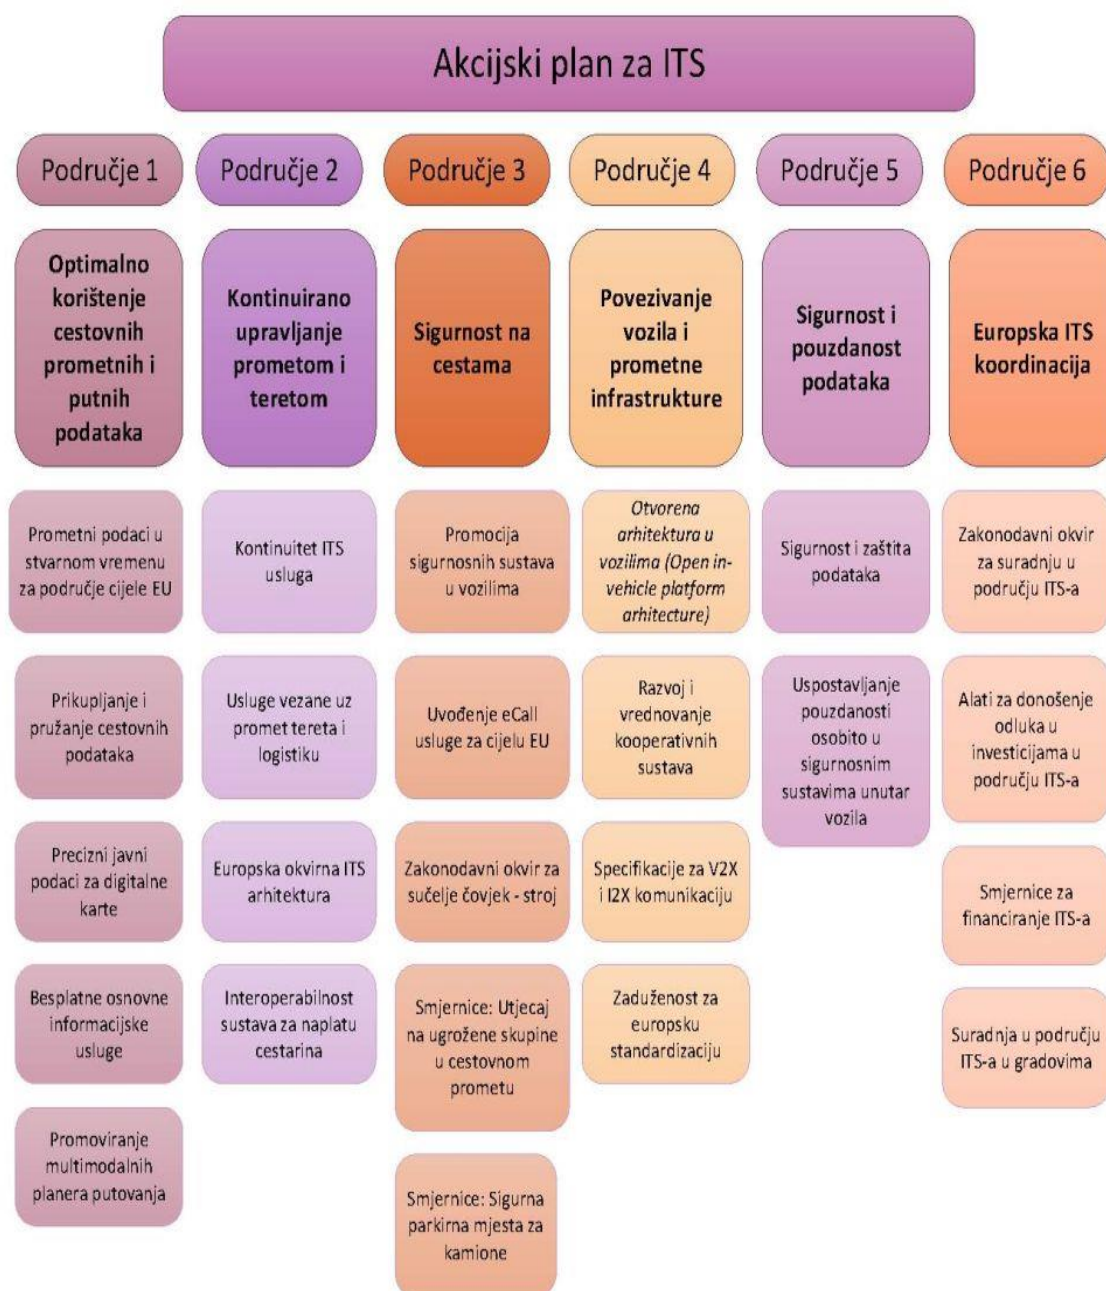 Akcijski plan za ITS
Područje 1
Područje 2
Područje 3
Područje 4
Područje 5
Područje 6
Optimalno
korištenje
cestovnih
prometnih i
putnih
podataka
Kontinuirano
upravljanje
prometom i
teretom
Sigurnost na
cestama
Povezivanje
vozila i
prometne
infrastrukture
Sigurnost i
pouzdanost
podataka
Europska ITS
koordinacija
Prometni podaci u
stvarnom vremenu
za područje cijele EU
Kontinuitet ITS
usluga
Promocija
sigurnosnih sustava
u vozilima
Otvorena
arhitektura u
vozilima (Open in-
vehicle platform
arhitecture)
Sigurnost i zaštita
podataka
Zakonodavni okvir
za suradnju u
području ITS-a
Prikupljanje i
pružanje cestovnih
podataka
Usluge vezane uz
promet tereta i
logistiku
Uvođenje eCall
usluge za cijelu EU
Razvoj i
vrednovanje
kooperativnih
sustava
Uspostavljanje
pouzdanosti
osobito u
sigurnosnim
sustavima unutar
vozila
Alati za donošenje
odluka u
investicijama u
području ITS-a
Precizni javni
podaci za digitalne
karte
Europska okvirna ITS
arhitektura
Zakonodavni okvir za
sučelje čovjek - stroj
Specifikacije za V2X
i I2X komunikaciju
Smjernice za
financiranje ITS-a
Besplatne osnovne
informacijske
usluge
Interoperabilnost
sustava za naplatu
cestarina
Smjernice: Utjecaj
na ugrožene skupine
u cestovnom
prometu
Zaduženost za
europsku
standardizaciju
Suradnja u području
ITS-a u gradovima
Promoviranje
multimodalnih
planera putovanja
Smjernice: Sigurna
parkirna mjesta za
kamione